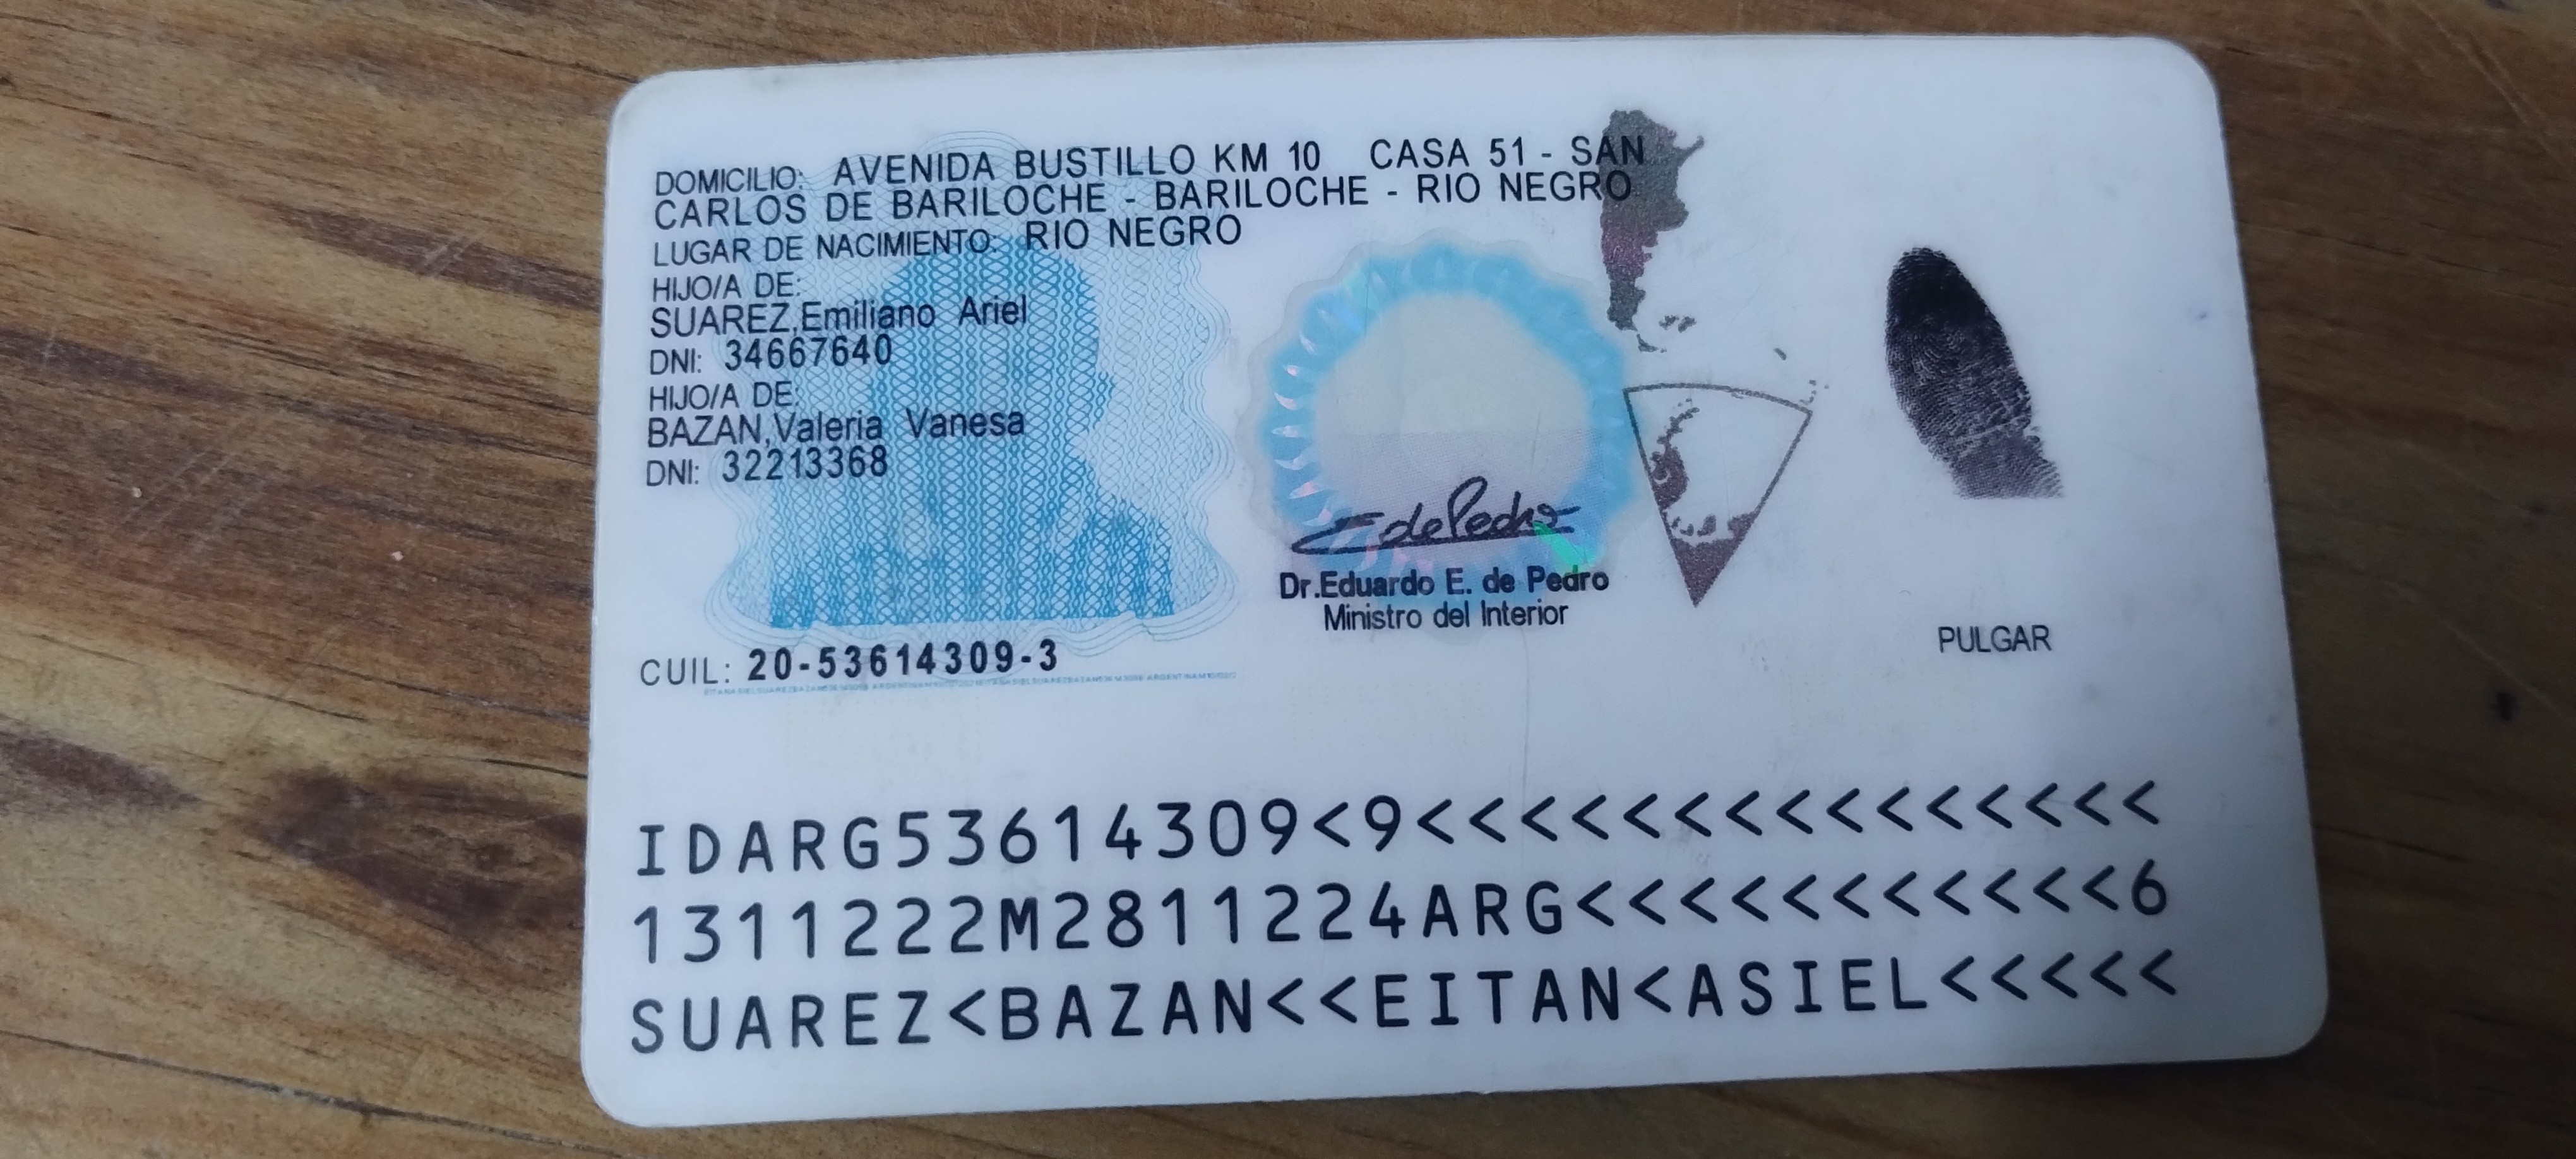 DOMICILIO: AVENIDA BUSTILLO KM 10 CASA 51 - SAN
CARLOS DE BARILOCHE - BARILOCHE - RIO NEGRO
LUGAR DE NACIMIENTO: RIO NEGRO
HIJO/A DE:
SUAREZ,Emiliano Ariel
DNI: 34667640
HIJO/A DE:
BAZAN,Valeria Vanesa
DNI: 32213368
Dr.Eduardo E. de Pedro
Ministro del Interior
PULGAR
CUIL: 20-53614309-3
IDARG53614309<9<<<<<<<<<<<<<<<
1311222M2811224ARG<<<<<<<<<<<6
SUAREZ<BAZAN<<EITAN<ASIEL<<<<<